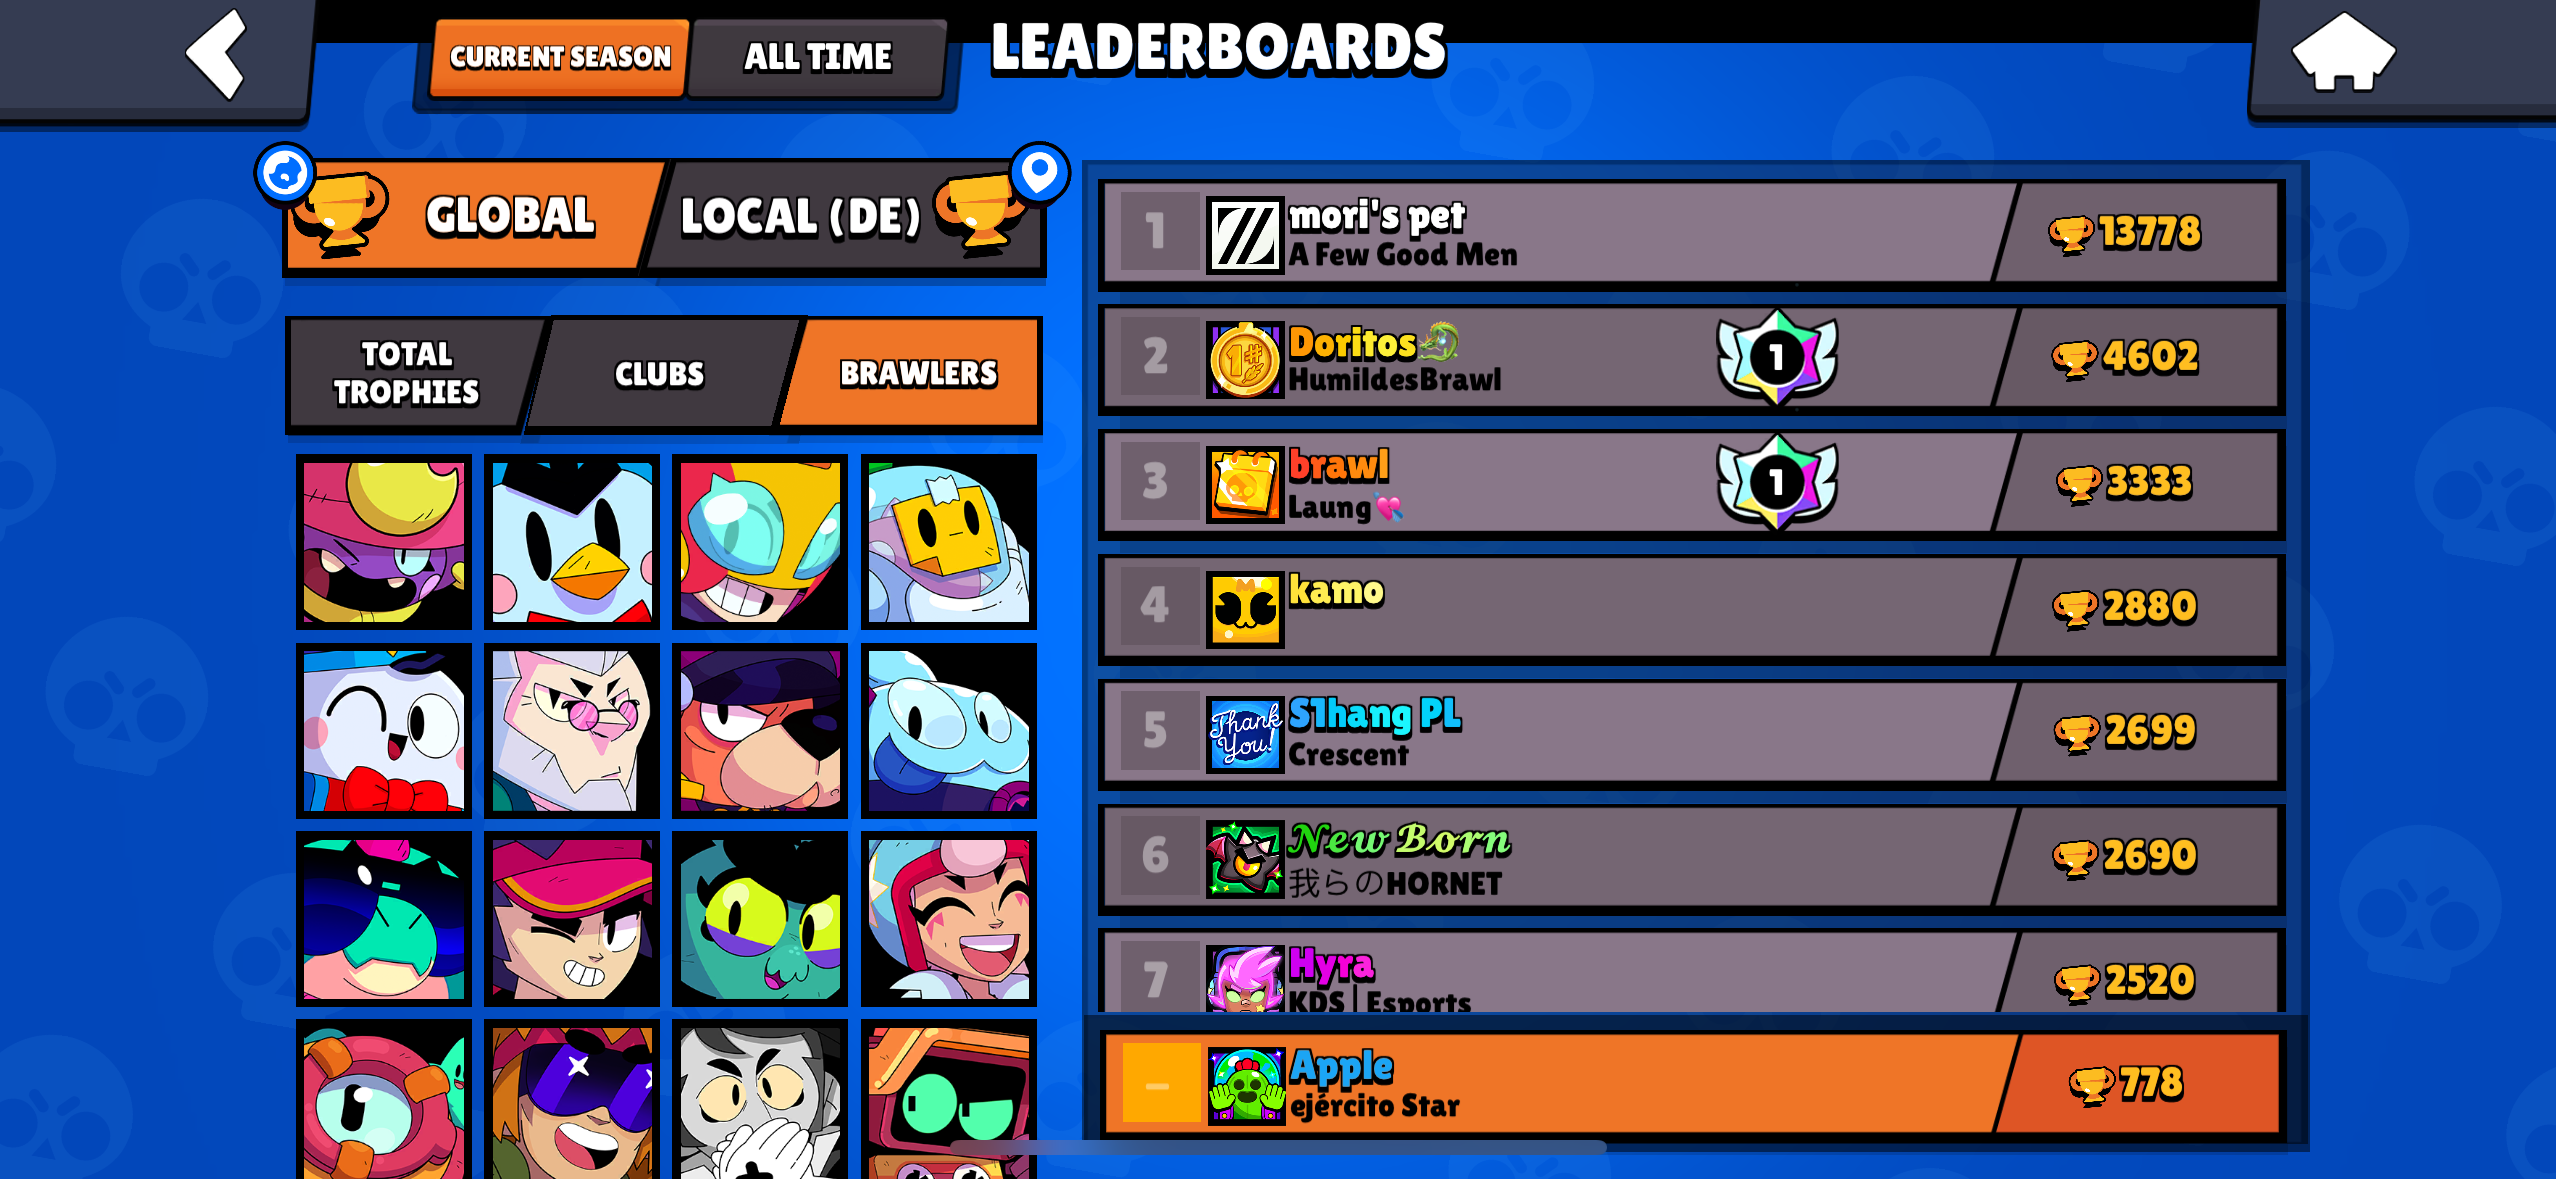 CURRENT SEASON
ALL TIME
LEADERBOARDS
GLOBAL
LOCAL (DE)
TOTAL
TROPHIES
CLUBS
BRAWLERS
1
mori's pet
A Few Good Men
13778
2
1#
Doritos🐉
HumildesBrawl
1
4602
3
brawl
Laung💘
1
3333
4
kamo
2880
5
Thank
You!
S1hang PL
Crescent
2699
6
𝓝𝓮𝔀 𝓑𝓸𝓻𝓷
我らのHORNET
2690
7
Hyra
KDS | Esports
2520
–
Apple
ejército Star
778